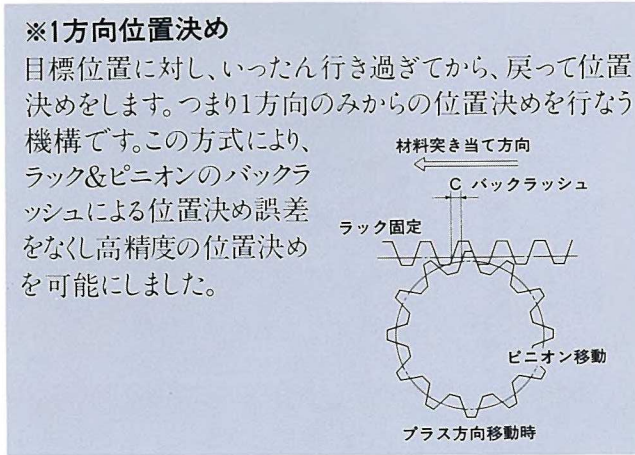 ※1方向位置決め
目標位置に対し、いったん行き過ぎてから、戻って位置
決めをします。つまり1方向のみからの位置決めを行なう
機構です。この方式により、
ラック&ピニオンのバックラ
ッシュによる位置決め誤差
をなくし高精度の位置決め
を可能にしました。
材料突き当て方向
C バックラッシュ
ラック固定
ピニオン移動
プラス方向移動時